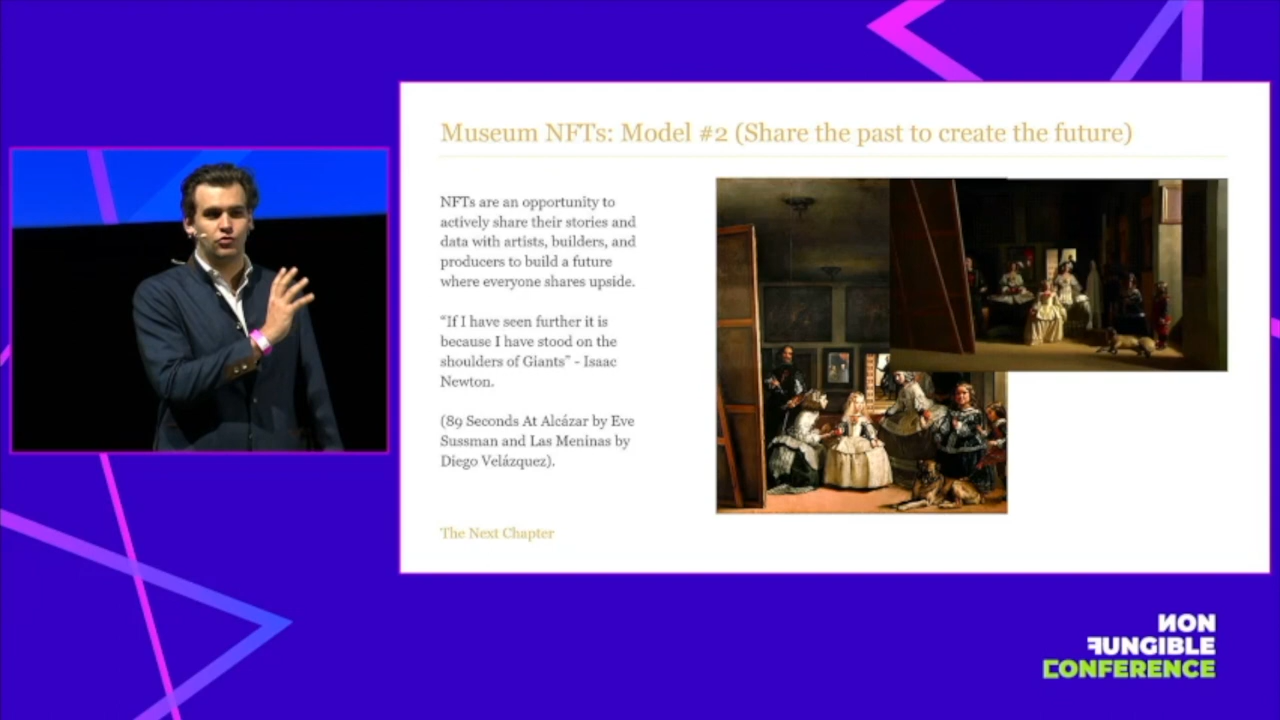 Museum NFTs: Model #2 (Share the past to create the future)
NFTs are an opportunity to
actively share their stories and
data with artists, builders, and
producers to build a future
where everyone shares upside.
“If I have seen further it is
because I have stood on the
shoulders of Giants” - Isaac
Newton.
(89 Seconds At Alcázar by Eve
Sussman and Las Meninas by
Diego Velázquez).
The Next Chapter
NON
FUNGIBLE
CONFERENCE